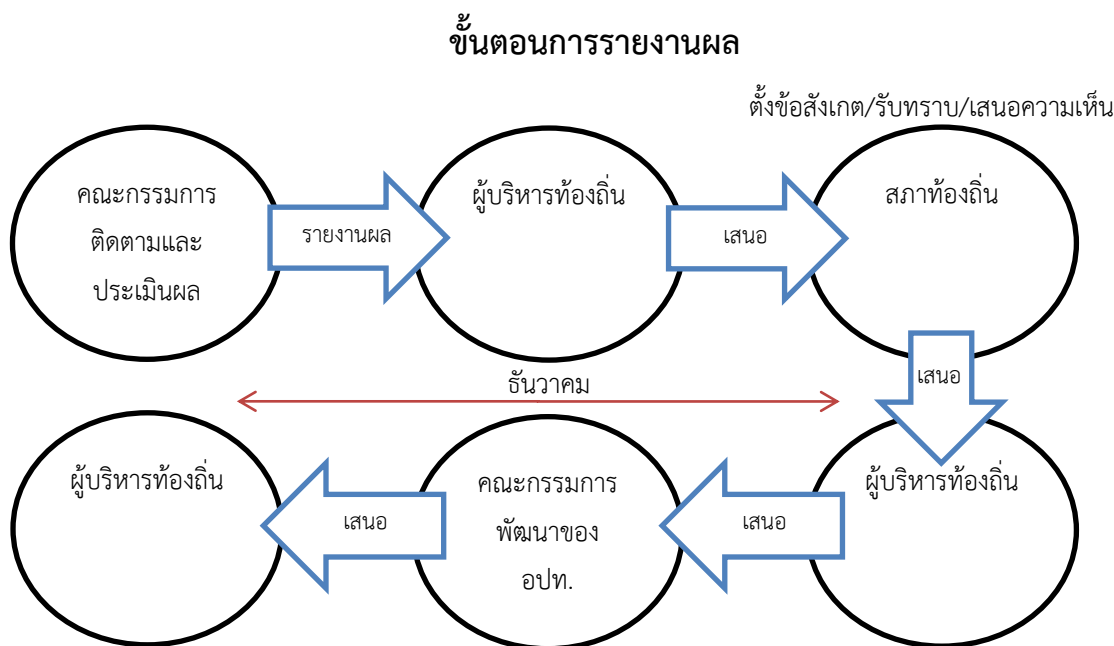 ขั้นตอนการรายงานผล
ตั้งข้อสังเกต/รับทราบ/เสนอความเห็น
คณะกรรมการ
ติดตามและ
ประเมินผล
รายงานผล
ผู้บริหารท้องถิ่น
เสนอ
สภาท้องถิ่น
เสนอ
ธันวาคม
ผู้บริหารท้องถิ่น
เสนอ
คณะกรรมการ
พัฒนาของ
อปท.
เสนอ
ผู้บริหารท้องถิ่น